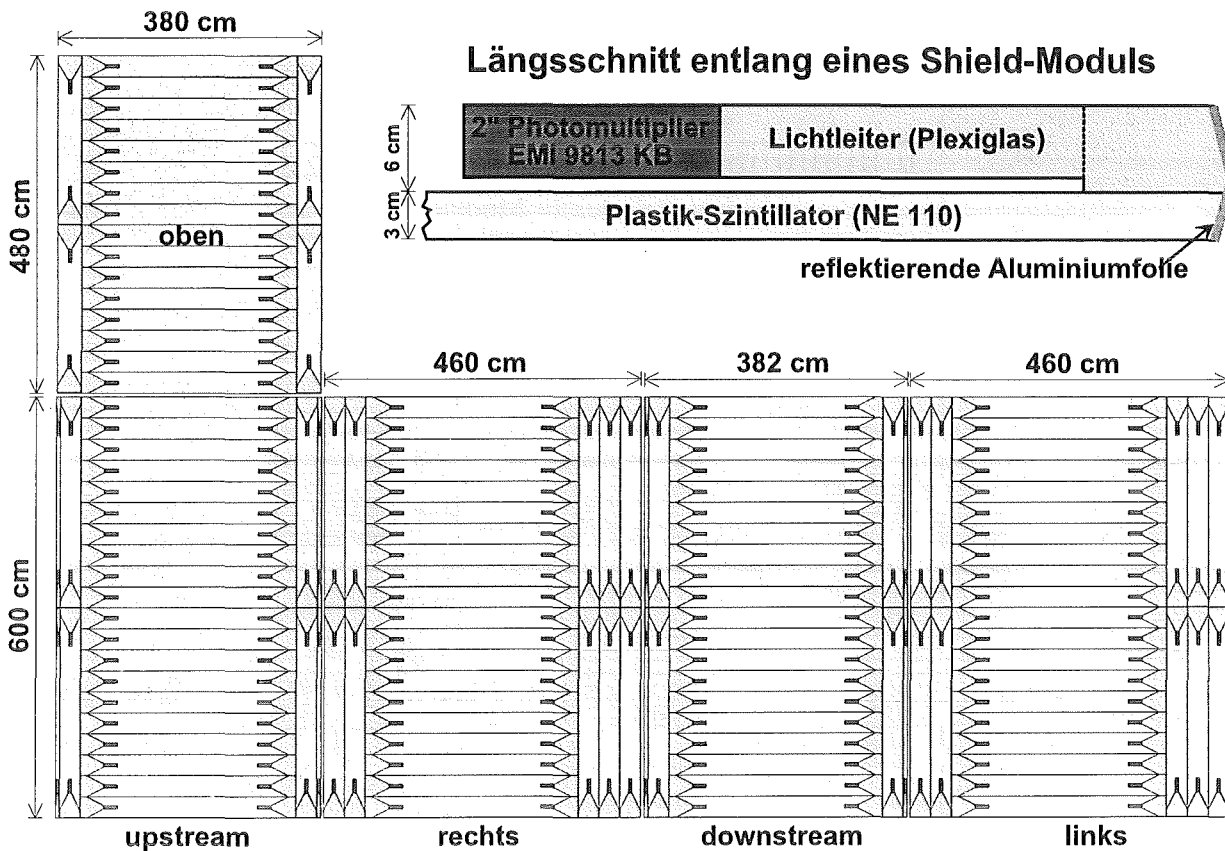 380 cm
Längsschnitt entlang eines Shield-Moduls
2" Photomultiplier
EMI 9813 KB
Lichtleiter (Plexiglas)
6 cm
3 cm
Plastik-Szintillator (NE 110)
reflektierende Aluminiumfolie
480 cm
oben
460 cm
382 cm
460 cm
600 cm
upstream
rechts
downstream
links